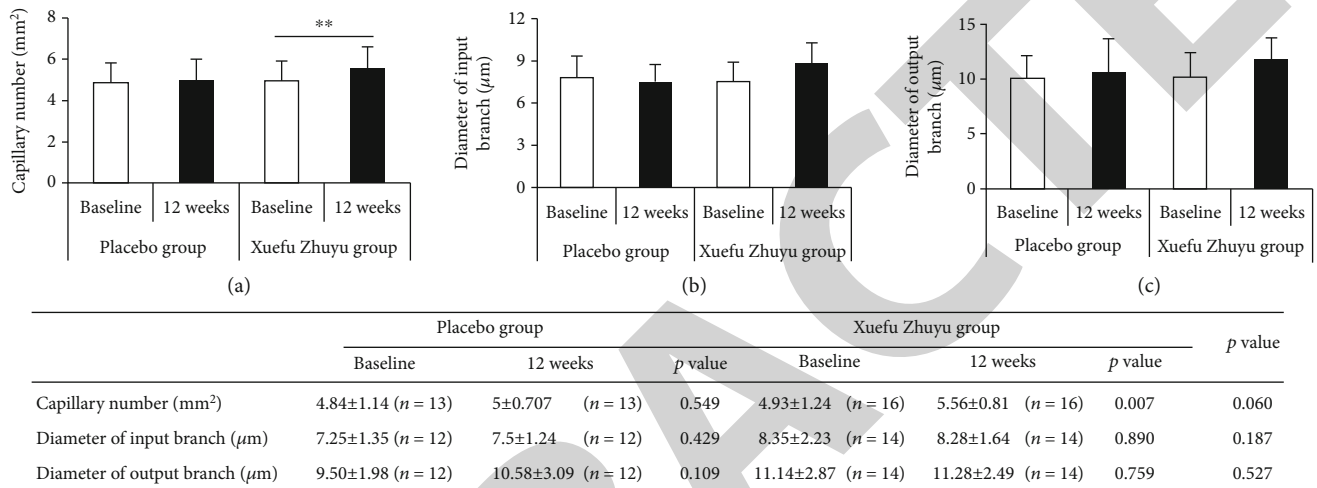 8
6
4
2
0
Capillary number (mm²)
**
Baseline 12 weeks Baseline 12 weeks
Placebo group Xuefu Zhuyu group
(a)
12
9
6
3
0
Diameter of input
branch (μm)
Baseline 12 weeks Baseline 12 weeks
Placebo group Xuefu Zhuyu group
(b)
15
10
5
0
Diameter of output
branch (μm)
Baseline 12 weeks Baseline 12 weeks
Placebo group Xuefu Zhuyu group
(c)
Placebo group Xuefu Zhuyu group p value
Baseline 12 weeks p value Baseline 12 weeks p value
Capillary number (mm²) 4.84±1.14 (n = 13) 5±0.707 (n = 13) 0.549 4.93±1.24 (n = 16) 5.56±0.81 (n = 16) 0.007 0.060
Diameter of input branch (μm) 7.25±1.35 (n = 12) 7.5±1.24 (n = 12) 0.429 8.35±2.23 (n = 14) 8.28±1.64 (n = 14) 0.890 0.187
Diameter of output branch (μm) 9.50±1.98 (n = 12) 10.58±3.09 (n = 12) 0.109 11.14±2.87 (n = 14) 11.28±2.49 (n = 14) 0.759 0.527